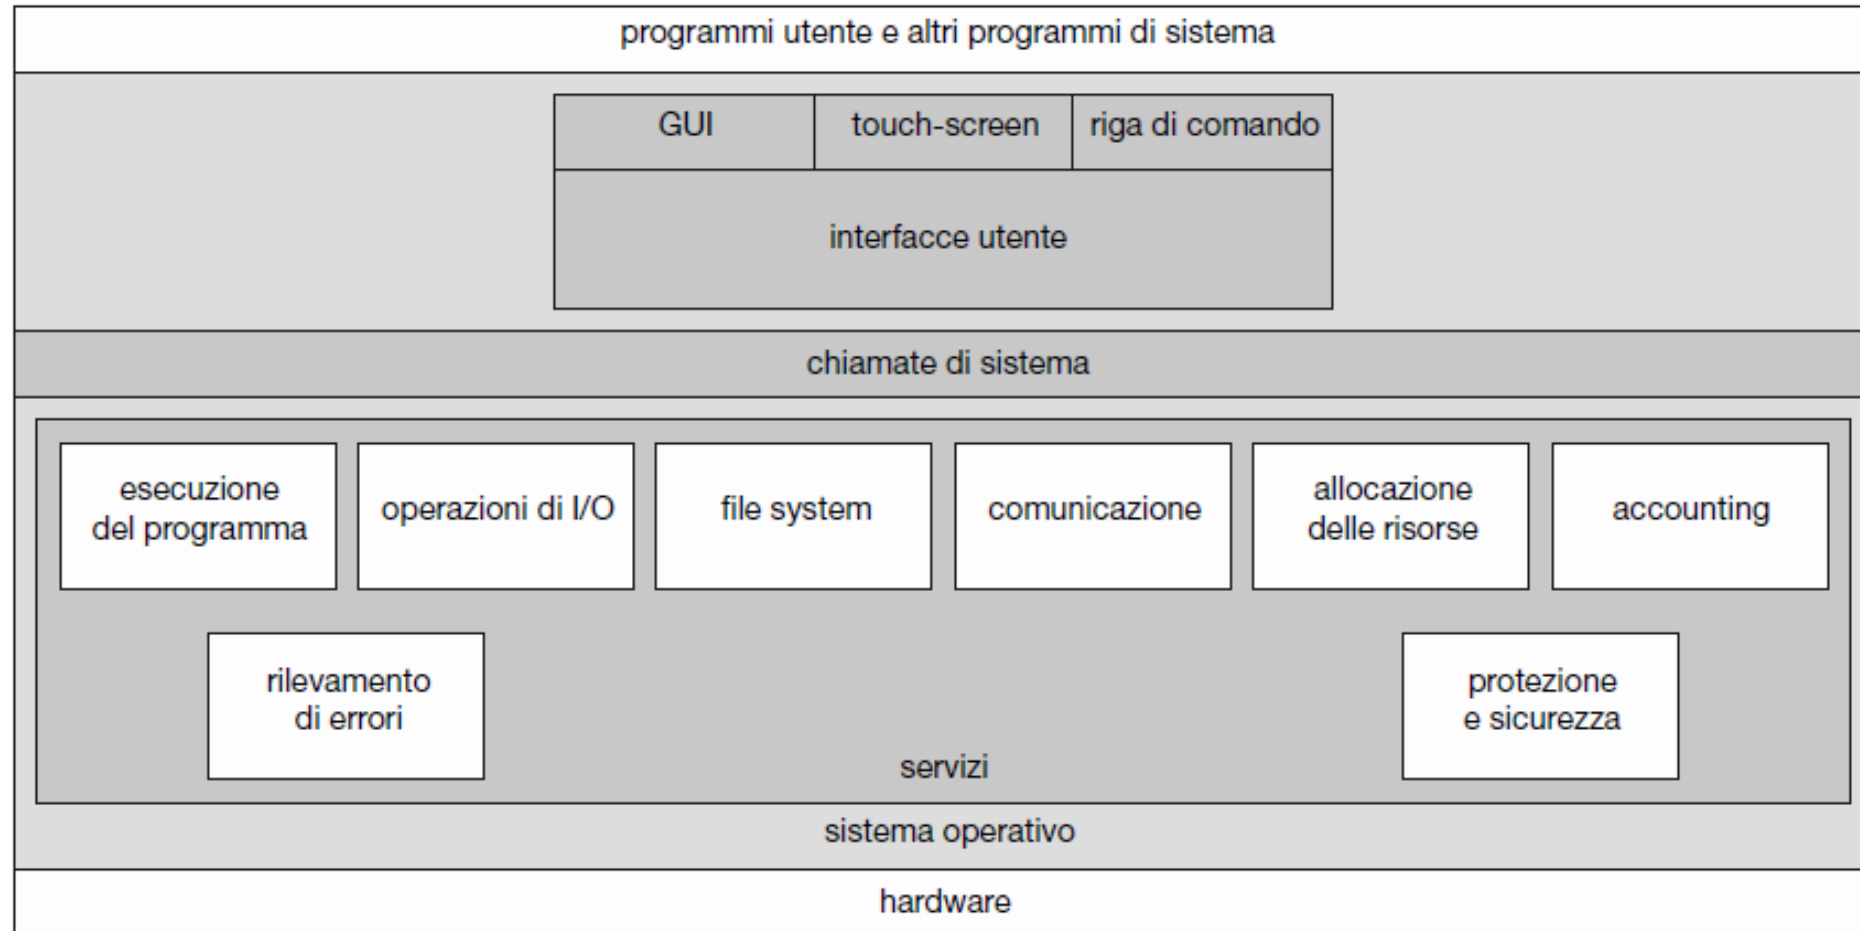 programmi utente e altri programmi di sistema
GUI
touch-screen
riga di comando
interfacce utente
chiamate di sistema
esecuzione
del programma
operazioni di I/O
file system
comunicazione
allocazione
delle risorse
accounting
rilevamento
di errori
protezione
e sicurezza
servizi
sistema operativo
hardware